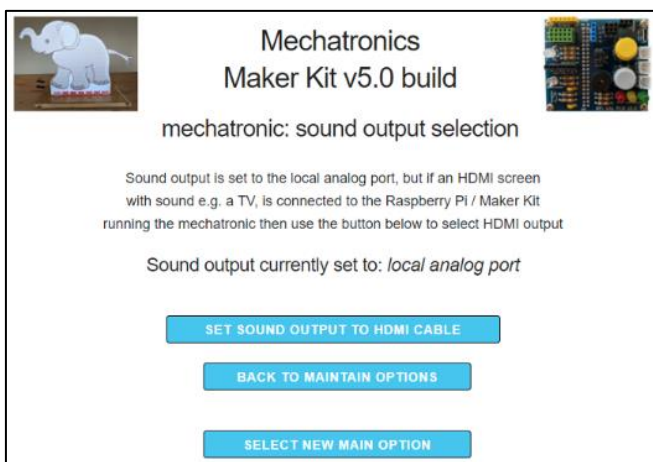 Mechatronics
Maker Kit v5.0 build
mechatronic: sound output selection
Sound output is set to the local analog port, but if an HDMI screen
with sound e.g. a TV, is connected to the Raspberry Pi / Maker Kit
running the mechatronic then use the button below to select HDMI output
Sound output currently set to: local analog port
SET SOUND OUTPUT TO HDMI CABLE
BACK TO MAINTAIN OPTIONS
SELECT NEW MAIN OPTION